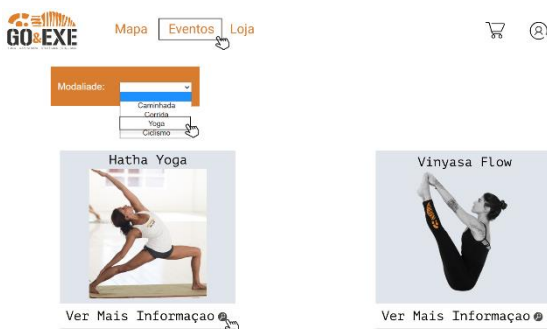 GO&EXE
Mapa Eventos Loja
Modaliade:
Caminhada
Corrida
Yoga
Ciclismo
Hatha Yoga
Vinyasa Flow
Ver Mais Informaçao
Ver Mais Informaçao